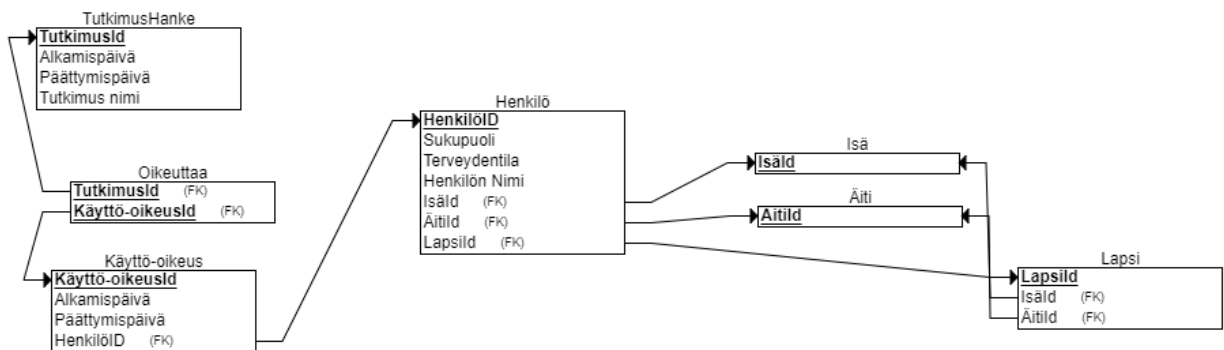 TutkimusHanke
TutkimusId
Alkamispäivä
Päättymispäivä
Tutkimus nimi
Oikeuttaa
TutkimusId (FK)
Käyttö-oikeusId (FK)
Käyttö-oikeus
Käyttö-oikeusId
Alkamispäivä
Päättymispäivä
HenkilöID (FK)
Henkilö
HenkilöID
Sukupuoli
Terveydentila
Henkilön Nimi
IsäId (FK)
ÄitiId (FK)
LapsiId (FK)
Isä
IsäId
Äiti
ÄitiId
Lapsi
LapsiId
IsäId (FK)
ÄitiId (FK)